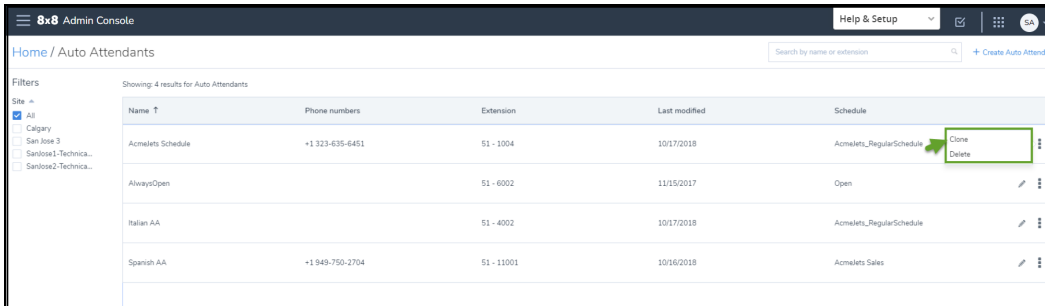 8x8 Admin Console Help & Setup SA
Home / Auto Attendants Search by name or extension + Create Auto Attend
Filters Showing: 4 results for Auto Attendants
Site
All
Calgary
San Jose 3
SanJose1-Technica...
SanJose2-Technica...
Name ↑ Phone numbers Extension Last modified Schedule
AcmeJets Schedule +1 323-635-6451 51 - 1004 10/17/2018 AcmeJets_RegularSchedule
Clone
Delete
AlwaysOpen 51 - 6002 11/15/2017 Open
Italian AA 51 - 4002 10/17/2018 AcmeJets_RegularSchedule
Spanish AA +1 949-750-2704 51 - 11001 10/16/2018 AcmeJets Sales